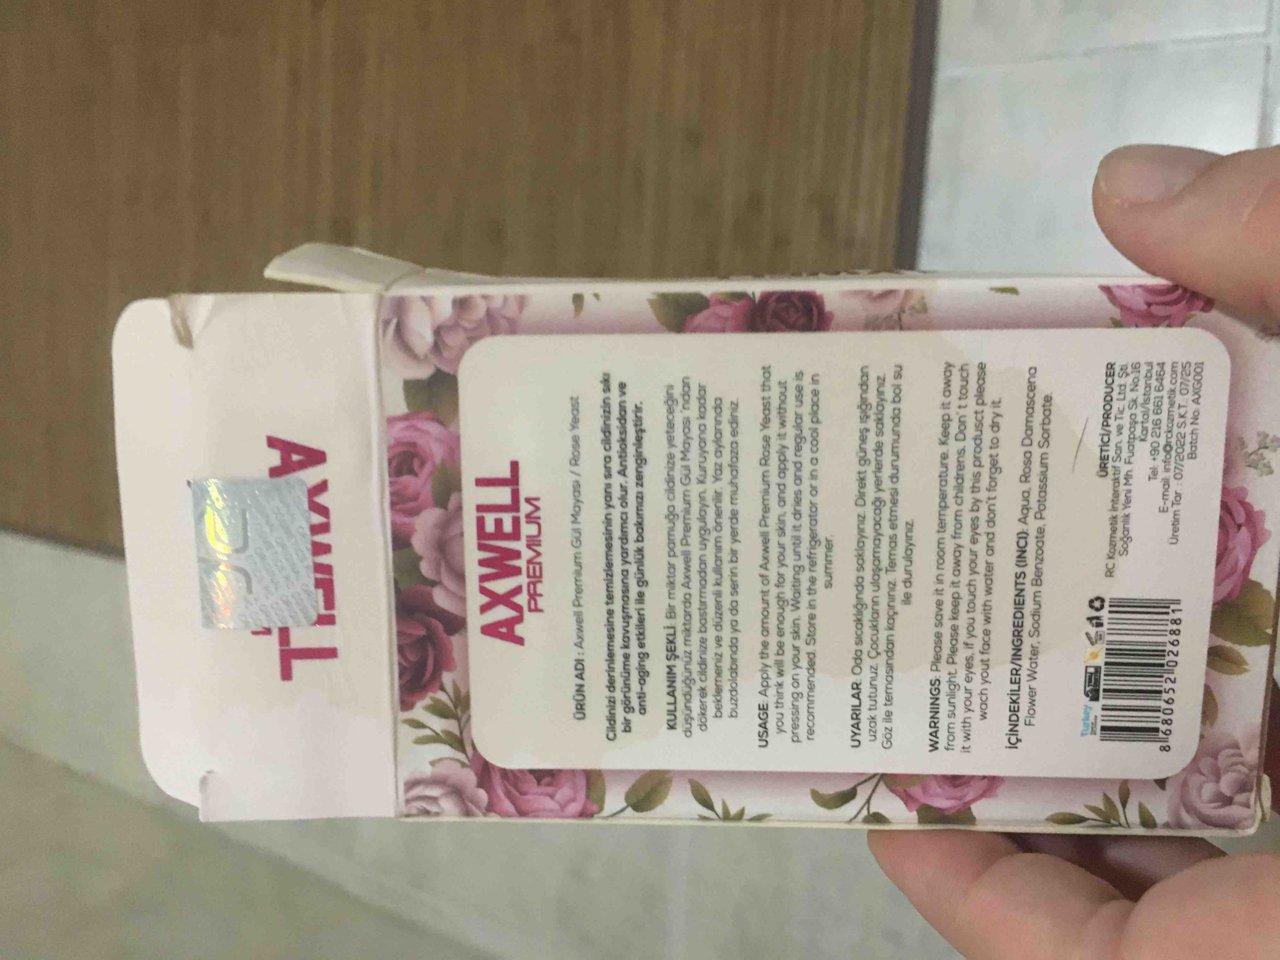 AXWELL
AXWELL
PREMIUM
ÜRÜN ADI : Axwell Premium Gül Mayası / Rose Yeast
Cildinizi derinlemesine temizlemesinin yanı sıra cildinizin sıkı
bir görünüme kavuşmasına yardımcı olur. Antioksidan ve
anti-aging etkileri ile günlük bakımızı zenginleştirir.
KULLANIM ŞEKLİ: Bir miktar pamuğa cildinize yeteceğini
düşündüğünüz miktarda Axwell Premium Gül Mayası 'ndan
dökerek cildinize bastırmadan uygulayın. Kuruyana kadar
beklemeniz ve düzenli kullanım önerilir. Yaz aylarında
buzdolabında ya da serin bir yerde muhafaza ediniz.
USAGE: Apply the amount of Axwell Premium Rose Yeast that
you think will be enough for your skin, and apply it without
pressing on your skin. Waiting until it dries and regular use is
recommended. Store in the refrigerator or in a cool place in
summer.
UYARILAR: Oda sıcaklığında saklayınız. Direkt güneş ışığından
uzak tutunuz. Çocukların ulaşamayacağı yerlerde saklayınız.
Göz ile temasından kaçınınız. Temas etmesi durumunda bol su
ile durulayınız.
WARNINGS: Please save it in room temperature. Keep it away
from sunlight. Please keep it away from childrens. Don't touch
it with your eyes, if you touch your eyes by this produsct please
wach yout face with water and don't forget to dry it.
İÇİNDEKİLER/INGREDIENTS (INCI): Aqua, Rosa Damascena
Flower Water, Sodium Benzoate, Potassium Sorbate.
Turkey
8680652026881
ÜRETİCİ/PRODUCER
RC Kozmetik İnteraktif San. ve Tic. Ltd. Şti.
Soğanlık Yeni Mh. Fuatpaşa Sk. No:16
Kartal/İstanbul
Tel: +90 216 661 6464
E-mail: info@rckozmetik.com
Üretim Tar : 07/2022 S.K.T. 07/25
Batch No: AXG001